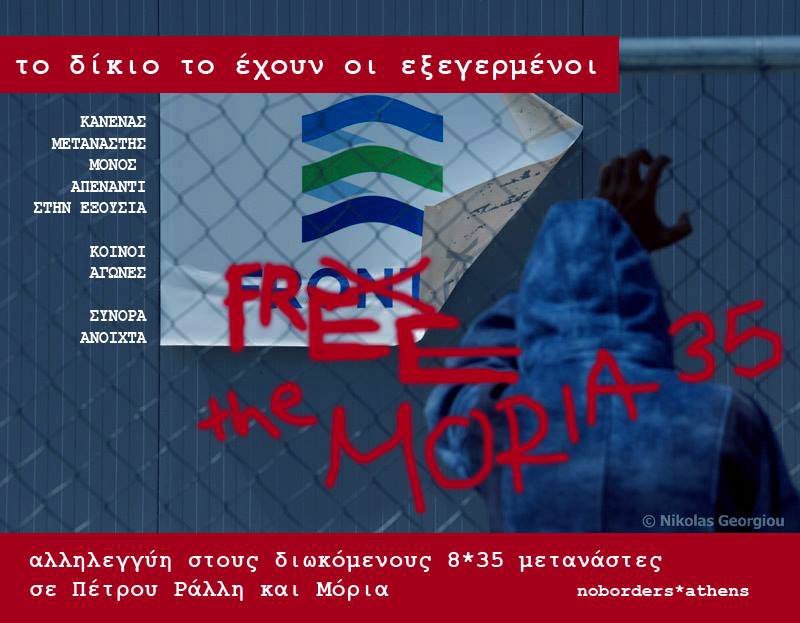 το δίκιο το έχουν οι εξεγερμένοι
ΚΑΝΕΝΑΣ
ΜΕΤΑΝΑΣΤΗΣ
ΜΟΝΟΣ
ΑΠΕΝΑΝΤΙ
ΣΤΗΝ ΕΞΟΥΣΙΑ
ΚΟΙΝΟΙ
ΑΓΩΝΕΣ
ΣΥΝΟΡΑ
ΑΝΟΙΧΤΑ
FRONT
FREE
the MORIA 35
© Nikolas Georgiou
αλληλεγγύη στους διωκόμενους 8*35 μετανάστες
σε Πέτρου Ράλλη και Μόρια
noborders*athens